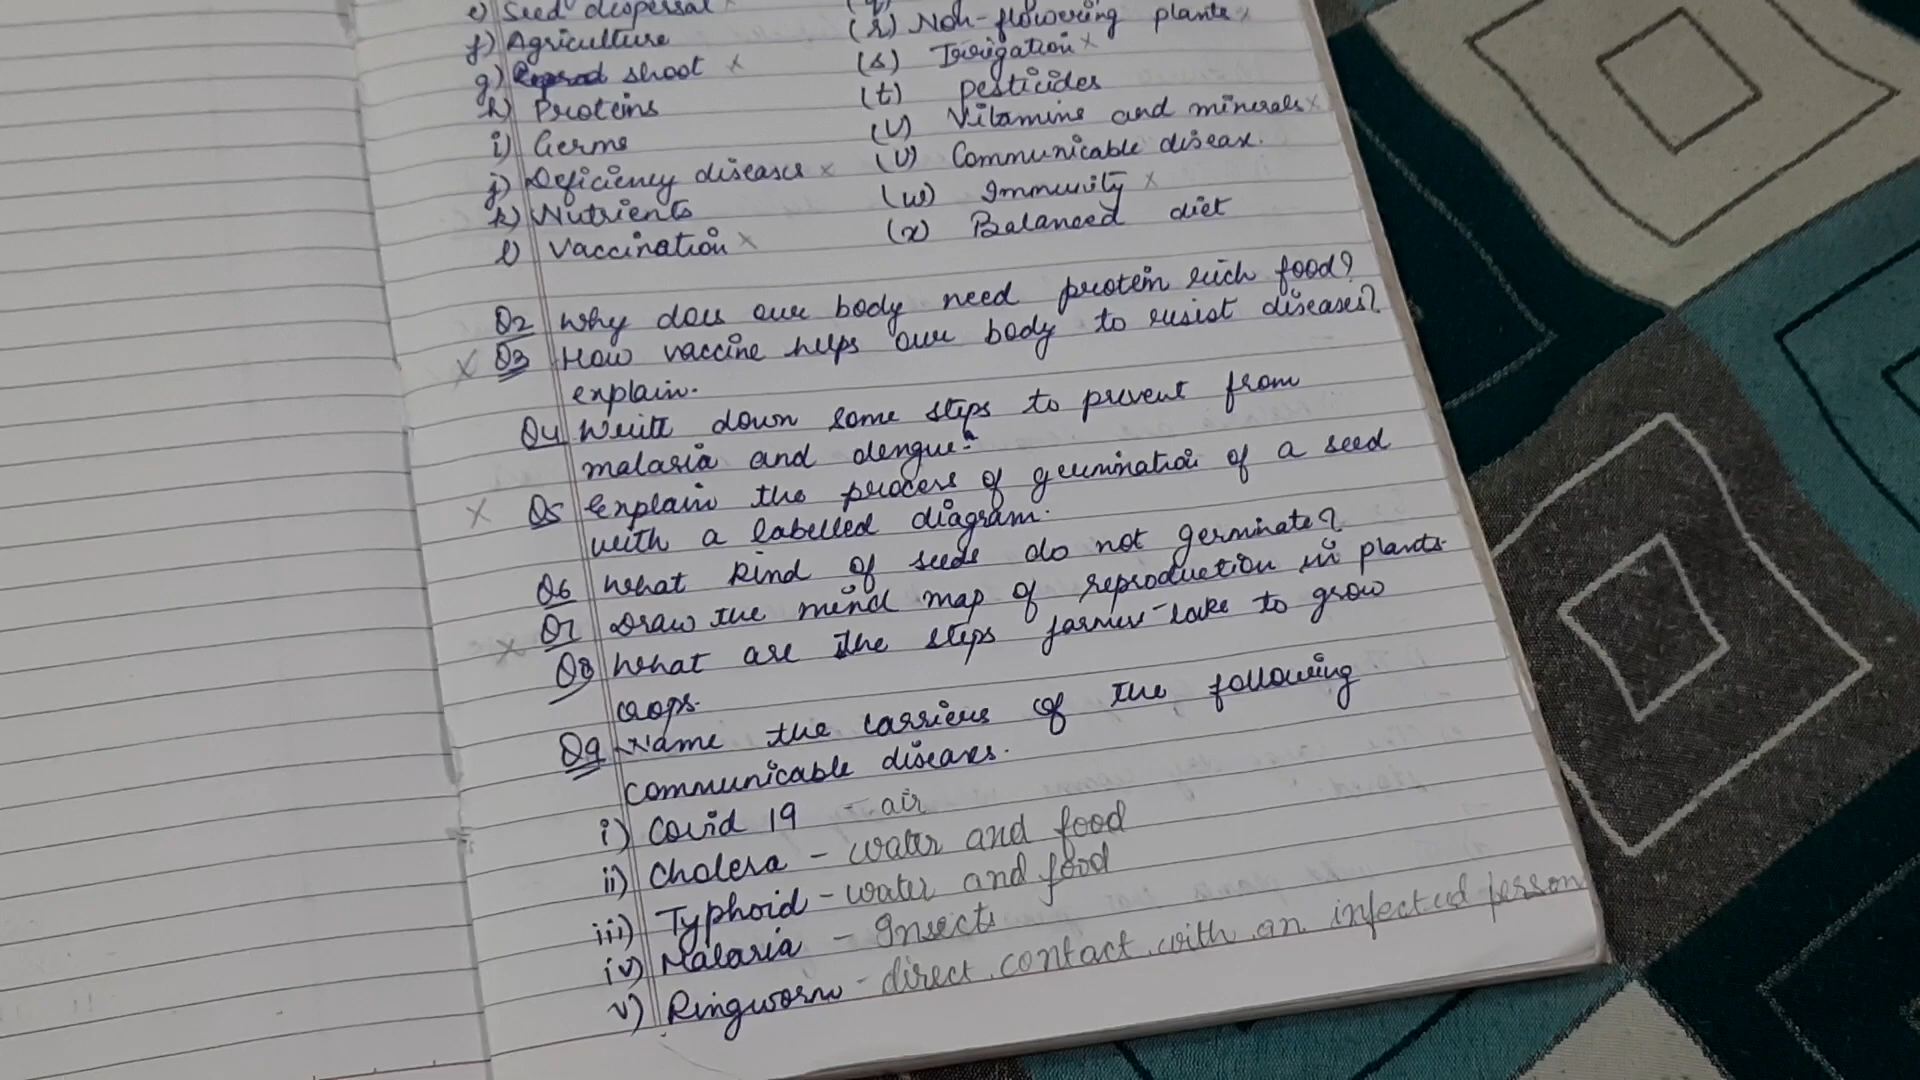 e) Seed dispersal x
f) Agriculture
g) shoot x
h) Proteins
i) Germs
j) Deficiency diseases x
k) Nutrients
l) Vaccination x
(r) Non-flowering plants x
(s) Irrigation x
(t) Pesticides
(U) Vitamins and minerals x
(V) Communicable disease.
(w) Immunity x
(x) Balanced diet
Q2 Why does our body need protein rich food?
x Q3 How vaccine helps our body to resist diseases?
explain.
Q4 Write down some steps to prevent from
malaria and dengue.
x Q5 Explain the process of germination of a seed
with a labelled diagram.
Q6 What kind of seeds do not germinate?
x Q7 Draw the mind map of reproduction in plants.
Q8 What are the steps farmer take to grow
crops.
Q9 Name the carriers of the following
communicable diseases.
i) Covid 19 - air
ii) Cholera - water and food
iii) Typhoid - water and food
iv) Malaria - Insects
v) Ringworm - direct contact with an infected person